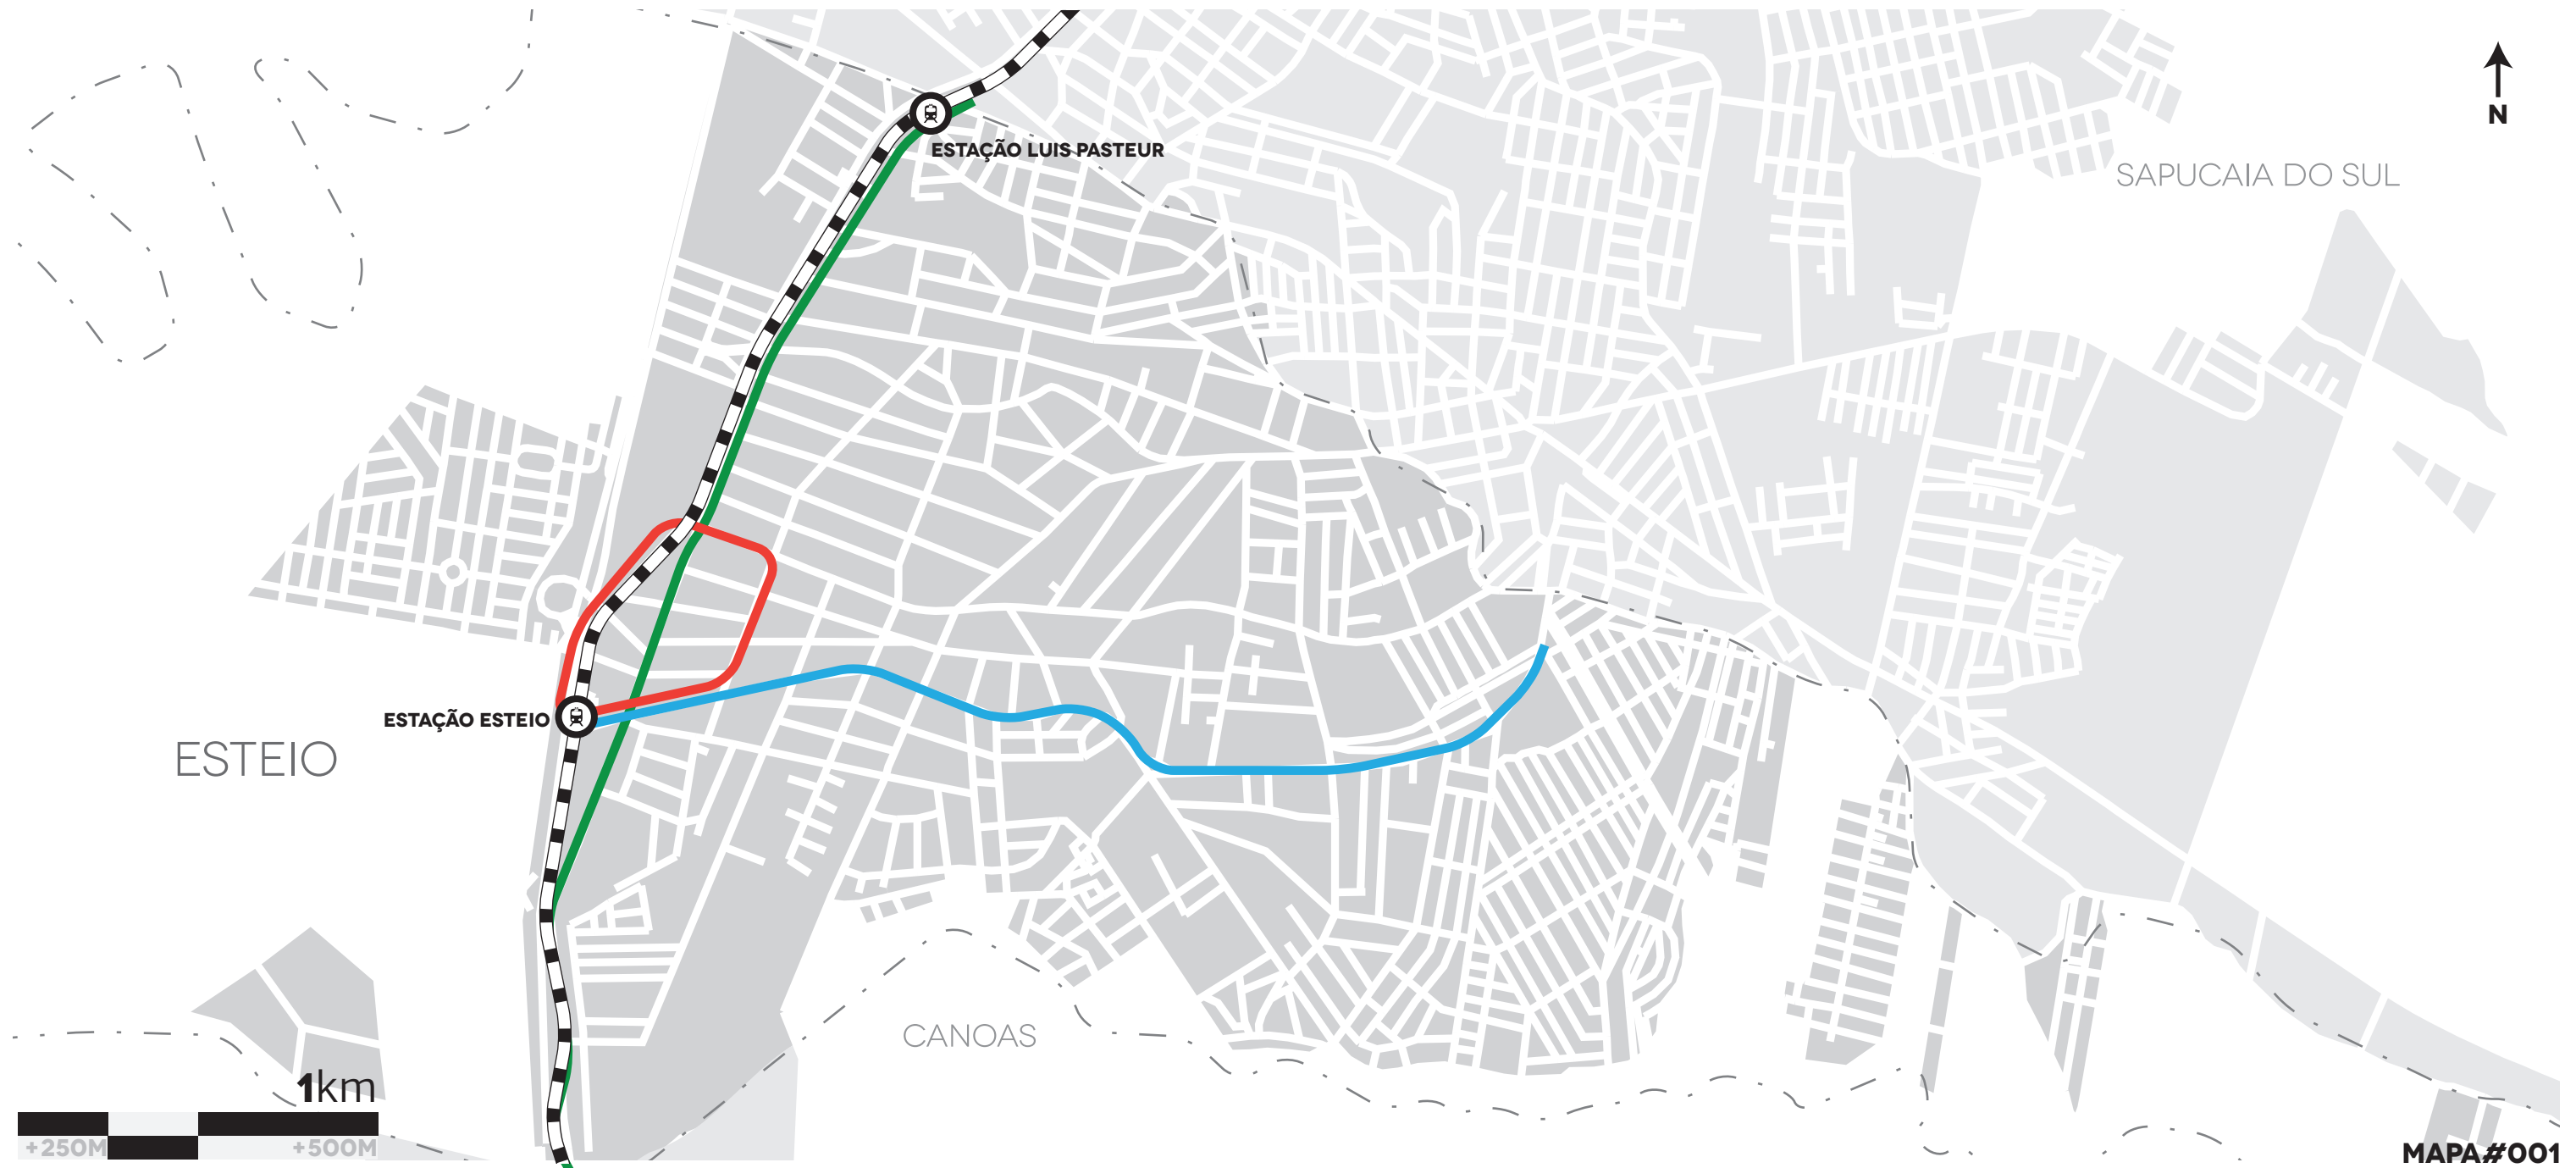 N
ESTAÇÃO LUIS PASTEUR
SAPUCAIA DO SUL
ESTAÇÃO ESTEIO
ESTEIO
CANOAS
1km
+250M +500M
MAPA#001